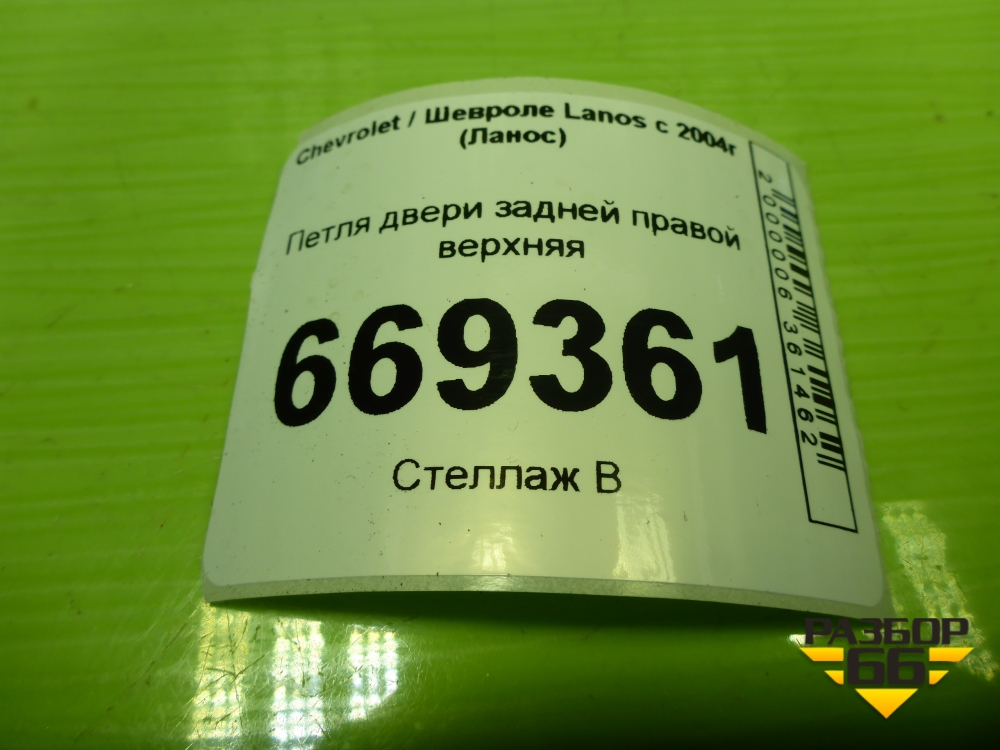 Chevrolet / Шевроле Lanos с 2004г
(Ланос)
Петля двери задней правой
верхняя
669361
Стеллаж В
2000006361462
РАЗБОР
66